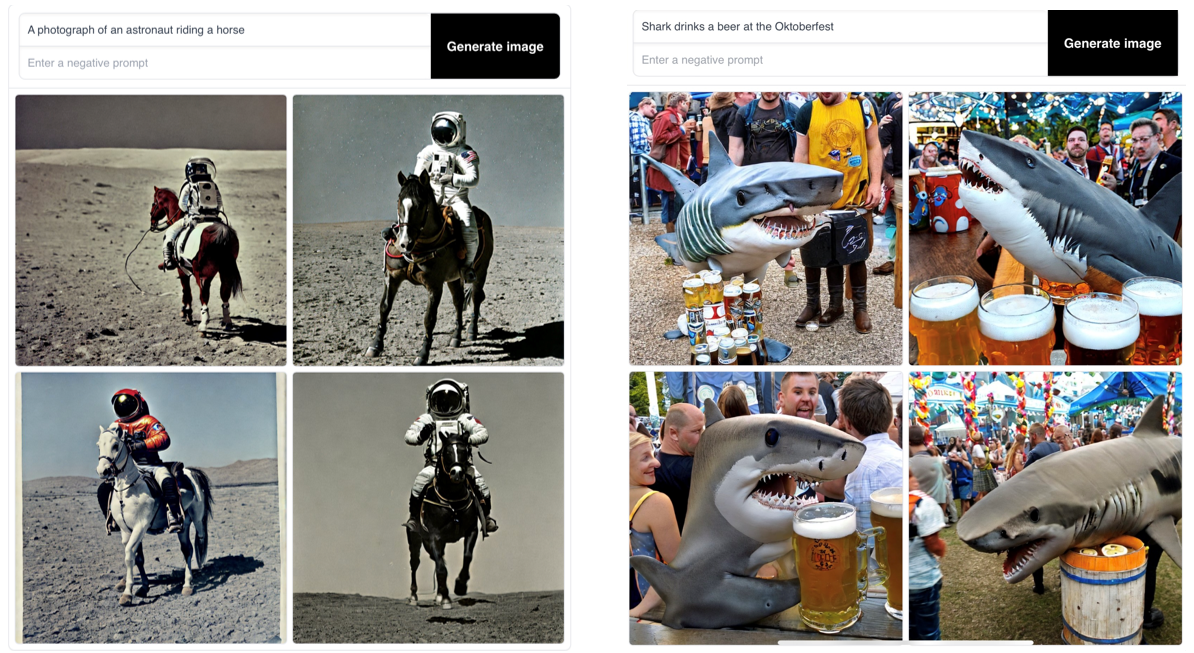 A photograph of an astronaut riding a horse
Enter a negative prompt
Generate image
Shark drinks a beer at the Oktoberfest
Enter a negative prompt
Generate image